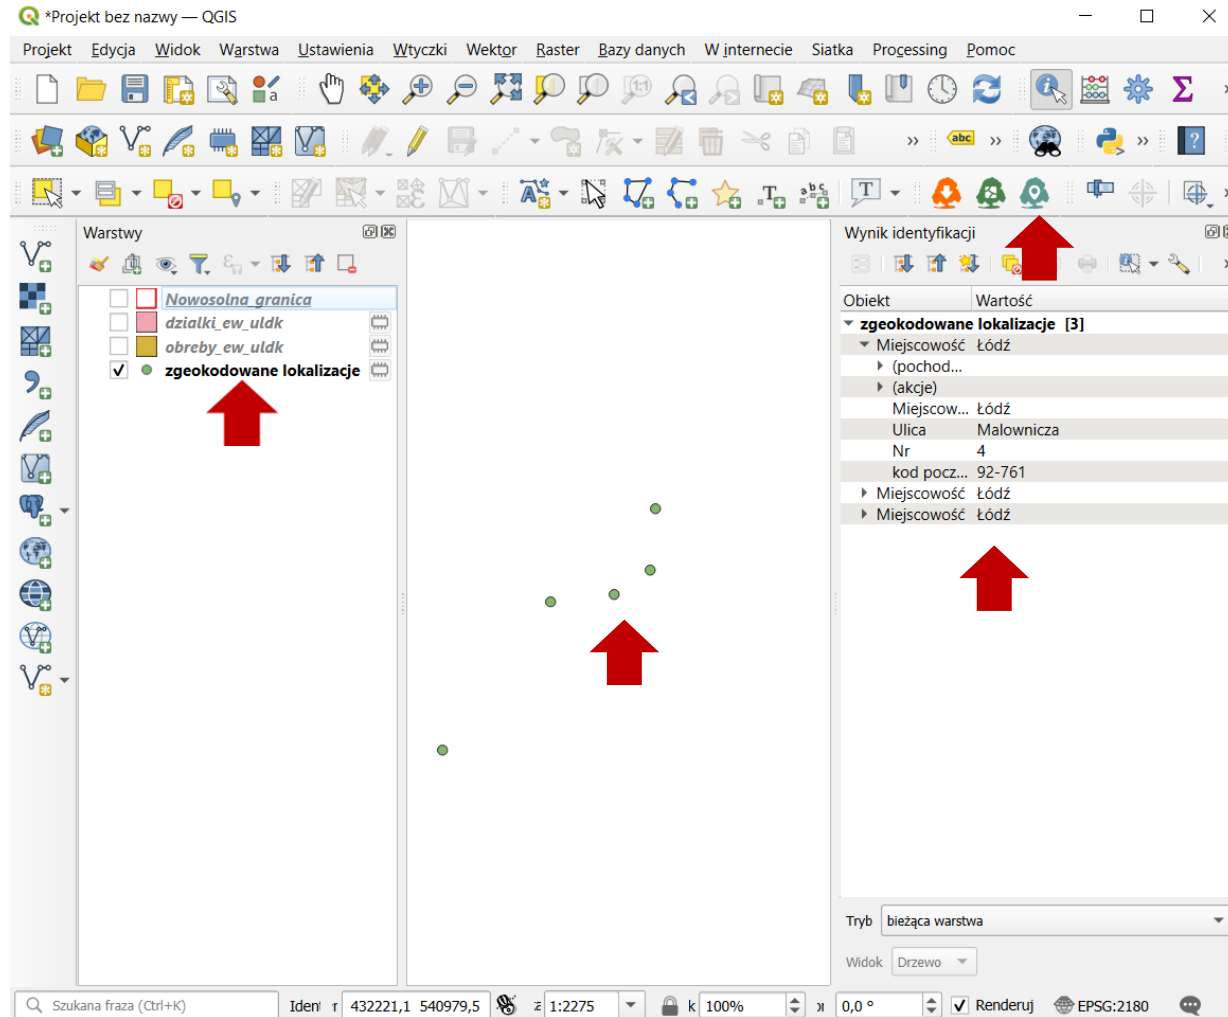 *Projekt bez nazwy — QGIS
Projekt Edycja Widok Warstwa Ustawienia Wtyczki Wektor Raster Bazy danych W internecie Siatka Processing Pomoc
a 1:1 Σ
» abc » » ?
A T abc T
Warstwy
Nowosolna_granica
dzialki_ew_uldk
obreby_ew_uldk
zgeokodowane lokalizacje
Wynik identyfikacji
Obiekt Wartość
zgeokodowane lokalizacje [3]
Miejscowość Łódź
(pochod...
(akcje)
Miejscow... Łódź
Ulica Malownicza
Nr 4
kod pocz... 92-761
Miejscowość Łódź
Miejscowość Łódź
Tryb bieżąca warstwa
Widok Drzewo
Szukana fraza (Ctrl+K) 432221,1 540979,5 1:2275 k 100% 0,0 ° Renderuj EPSG:2180